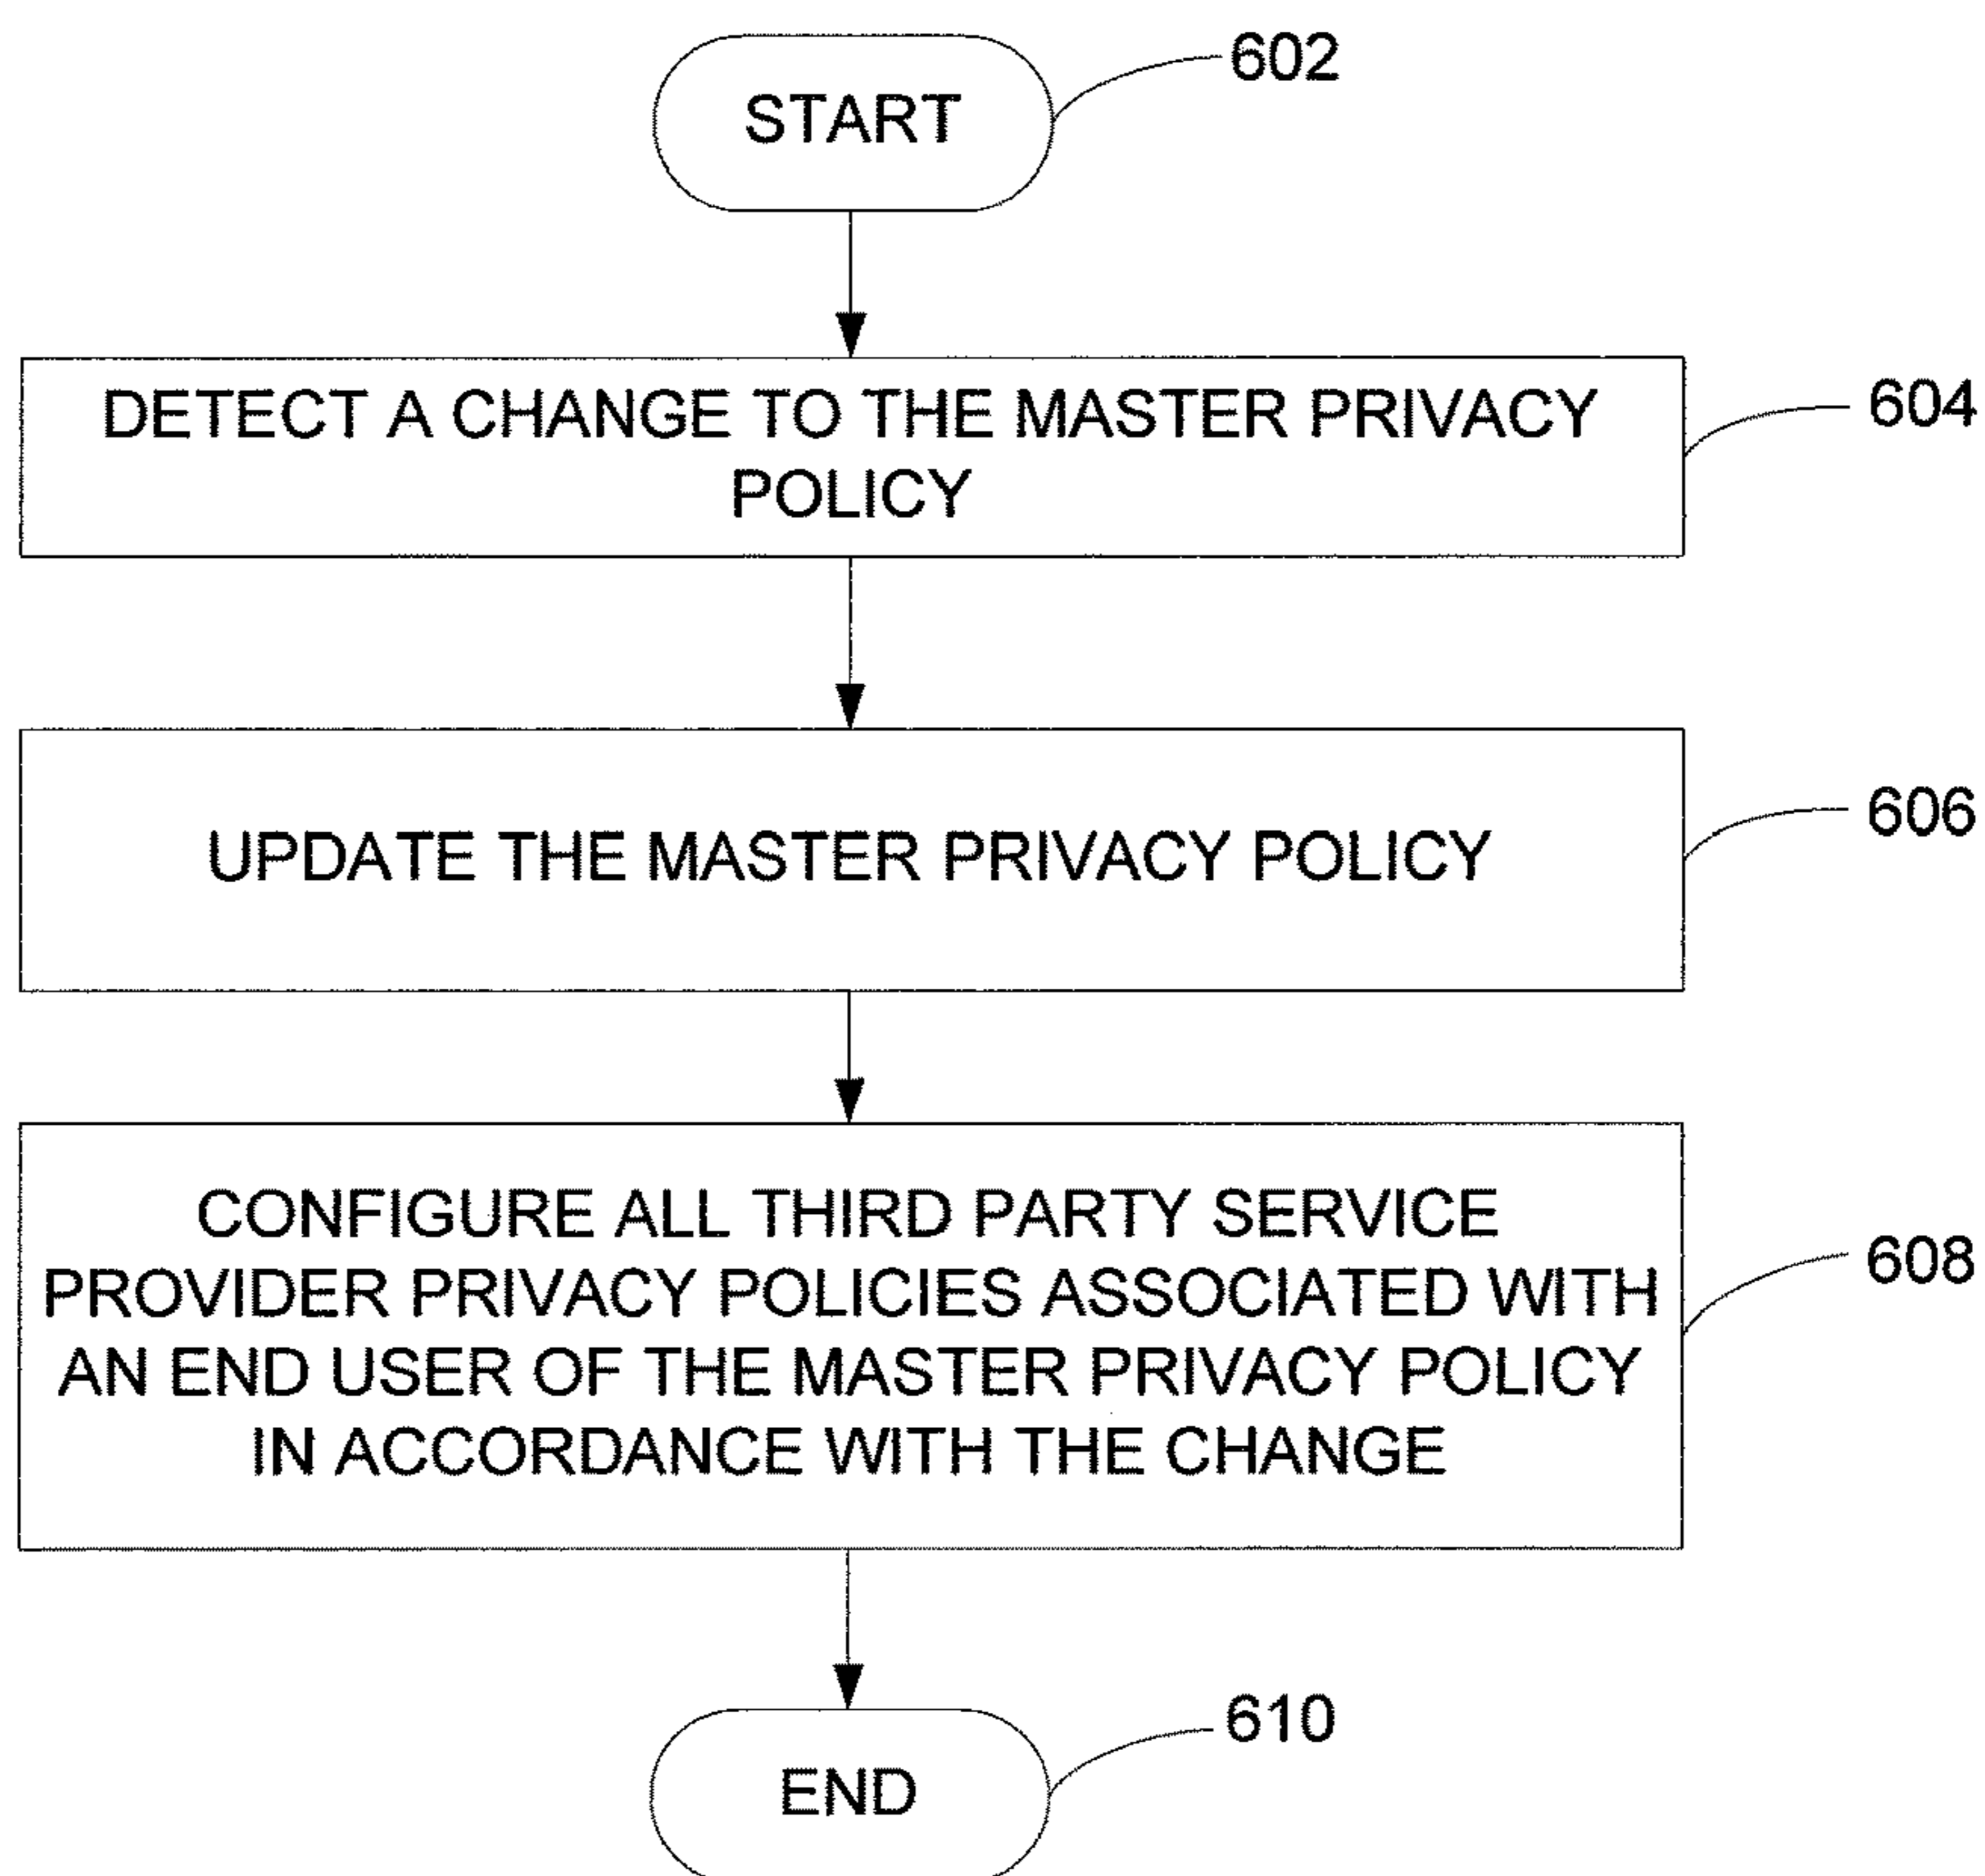 START
602
DETECT A CHANGE TO THE MASTER PRIVACY
POLICY
604
UPDATE THE MASTER PRIVACY POLICY
606
CONFIGURE ALL THIRD PARTY SERVICE
PROVIDER PRIVACY POLICIES ASSOCIATED WITH
AN END USER OF THE MASTER PRIVACY POLICY
IN ACCORDANCE WITH THE CHANGE
608
END
610